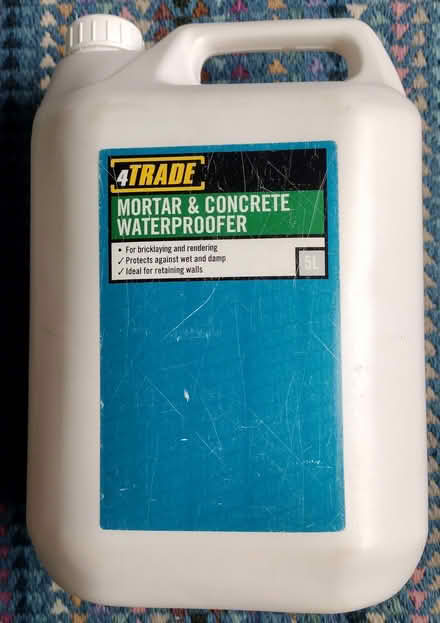 4TRADE
MORTAR & CONCRETE
WATERPROOFER
• For bricklaying and rendering
✓ Protects against wet and damp
✓ Ideal for retaining walls
5L